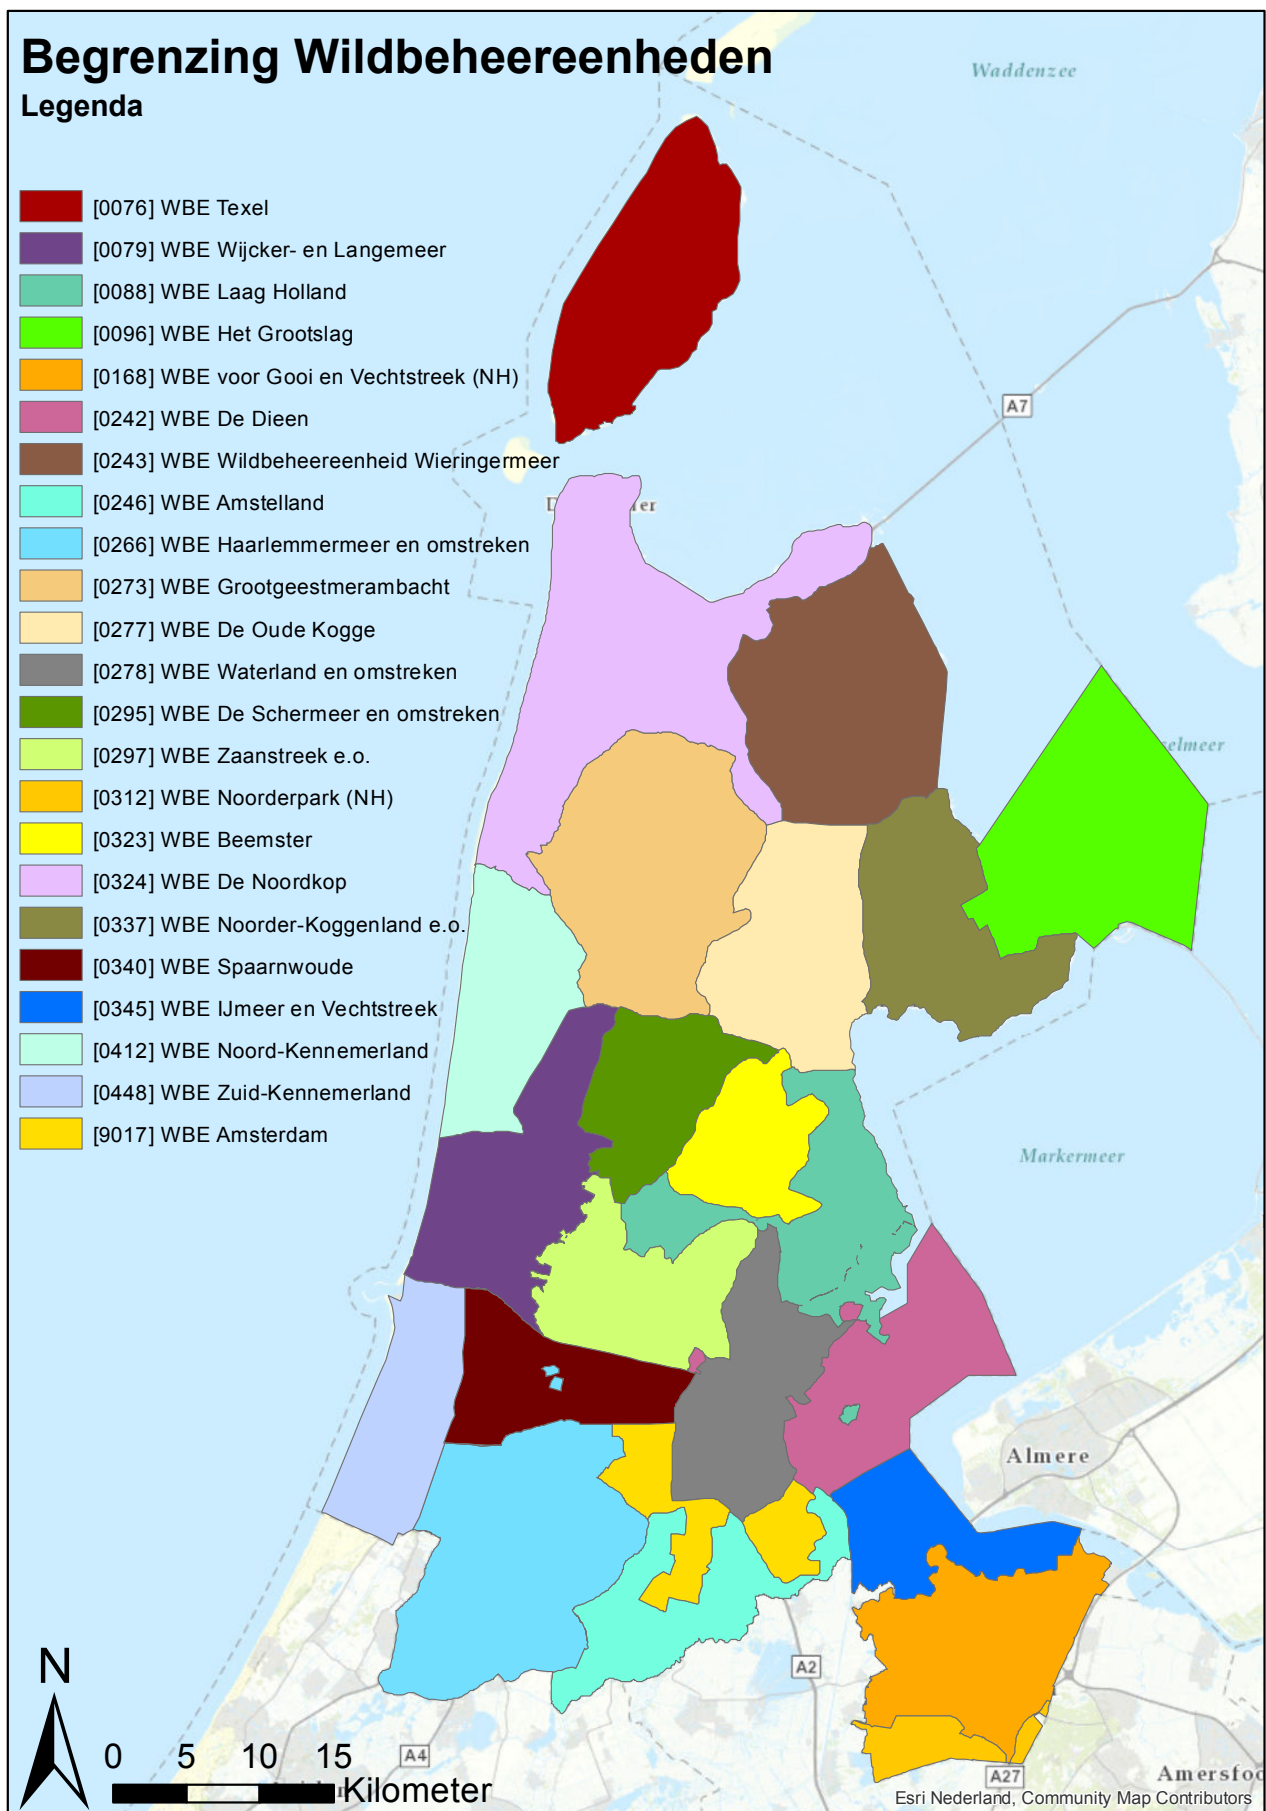 Begrenzing Wildbeheereenheden
Legenda
[0076] WBE Texel
[0079] WBE Wijcker- en Langemeer
[0088] WBE Laag Holland
[0096] WBE Het Grootslag
[0168] WBE voor Gooi en Vechtstreek (NH)
[0242] WBE De Dieen
[0243] WBE Wildbeheereenheid Wieringermeer
[0246] WBE Amstelland
[0266] WBE Haarlemmermeer en omstreken
[0273] WBE Grootgeestmerambacht
[0277] WBE De Oude Kogge
[0278] WBE Waterland en omstreken
[0295] WBE De Schermeer en omstreken
[0297] WBE Zaanstreek e.o.
[0312] WBE Noorderpark (NH)
[0323] WBE Beemster
[0324] WBE De Noordkop
[0337] WBE Noorder-Koggenland e.o.
[0340] WBE Spaarnwoude
[0345] WBE IJmeer en Vechtstreek
[0412] WBE Noord-Kennemerland
[0448] WBE Zuid-Kennemerland
[9017] WBE Amsterdam
Waddenzee
A7
selmeer
Markermeer
Almere
A2
A4
A27
Amersfoo
N
0 5 10 15
Kilometer
Esri Nederland, Community Map Contributors